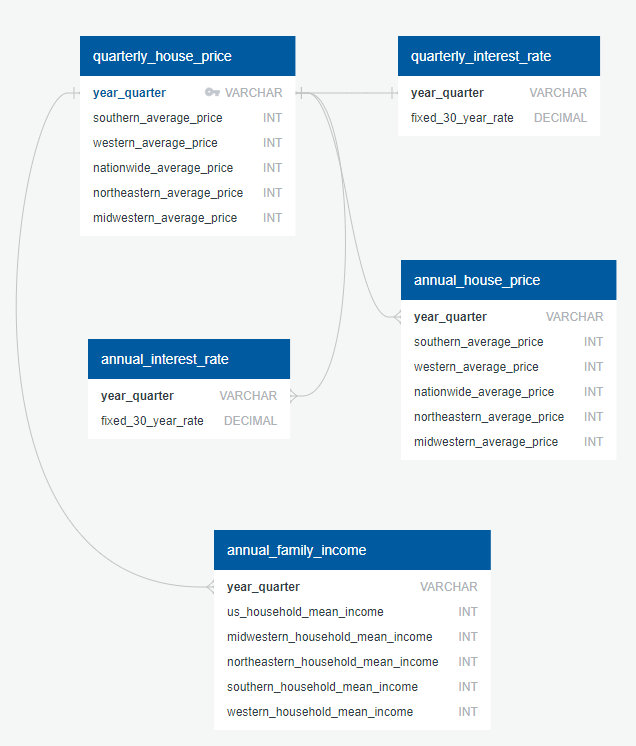 quarterly_house_price
year_quarter VARCHAR
southern_average_price INT
western_average_price INT
nationwide_average_price INT
northeastern_average_price INT
midwestern_average_price INT
quarterly_interest_rate
year_quarter VARCHAR
fixed_30_year_rate DECIMAL
annual_house_price
year_quarter VARCHAR
southern_average_price INT
western_average_price INT
nationwide_average_price INT
northeastern_average_price INT
midwestern_average_price INT
annual_interest_rate
year_quarter VARCHAR
fixed_30_year_rate DECIMAL
annual_family_income
year_quarter VARCHAR
us_household_mean_income INT
midwestern_household_mean_income INT
northeastern_household_mean_income INT
southern_household_mean_income INT
western_household_mean_income INT